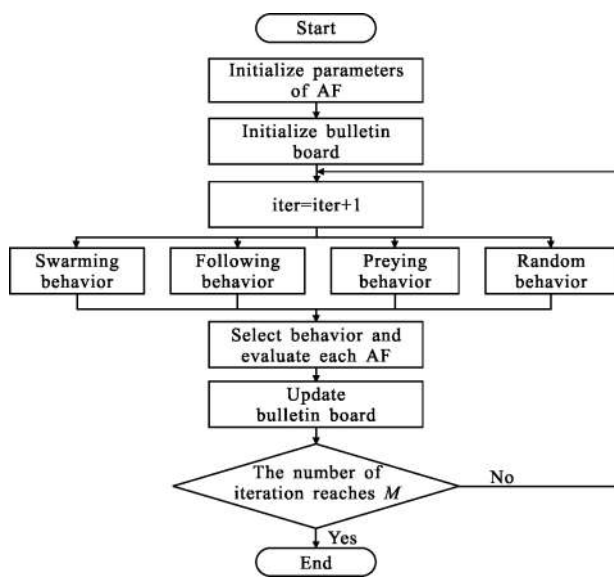 Start
Initialize parameters
of AF
Initialize bulletin
board
iter=iter+1
Swarming
behavior
Following
behavior
Preying
behavior
Random
behavior
Select behavior and
evaluate each AF
Update
bulletin board
The number of
iteration reaches M
No
Yes
End